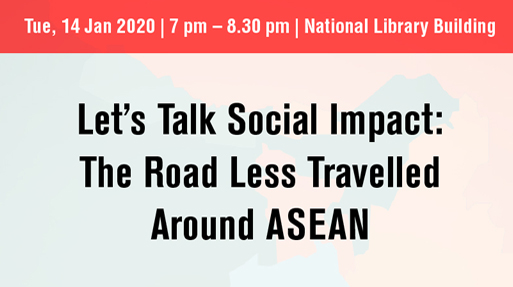 Tue, 14 Jan 2020 | 7 pm – 8.30 pm | National Library Building
Let’s Talk Social Impact:
The Road Less Travelled
Around ASEAN